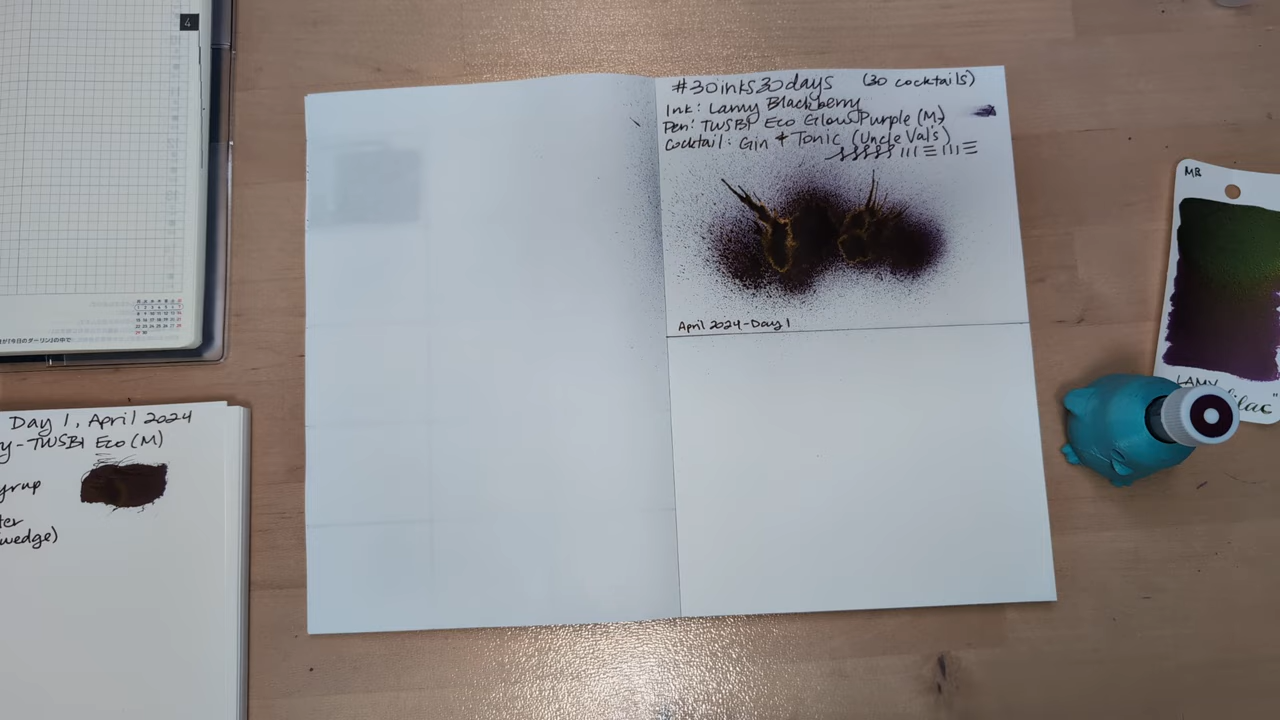 4
#30inks30days (30 cocktails)
Ink: Lamy Blackberry
Pen: TWSBI Eco Glow Purple (M)
Cocktail: Gin + Tonic (Uncle Val's)
April 2024-Day 1
Day 1, April 2024
y-TWSBI Eco (M)
yrup
ter
wedge)
MB
LAMY
lilac"